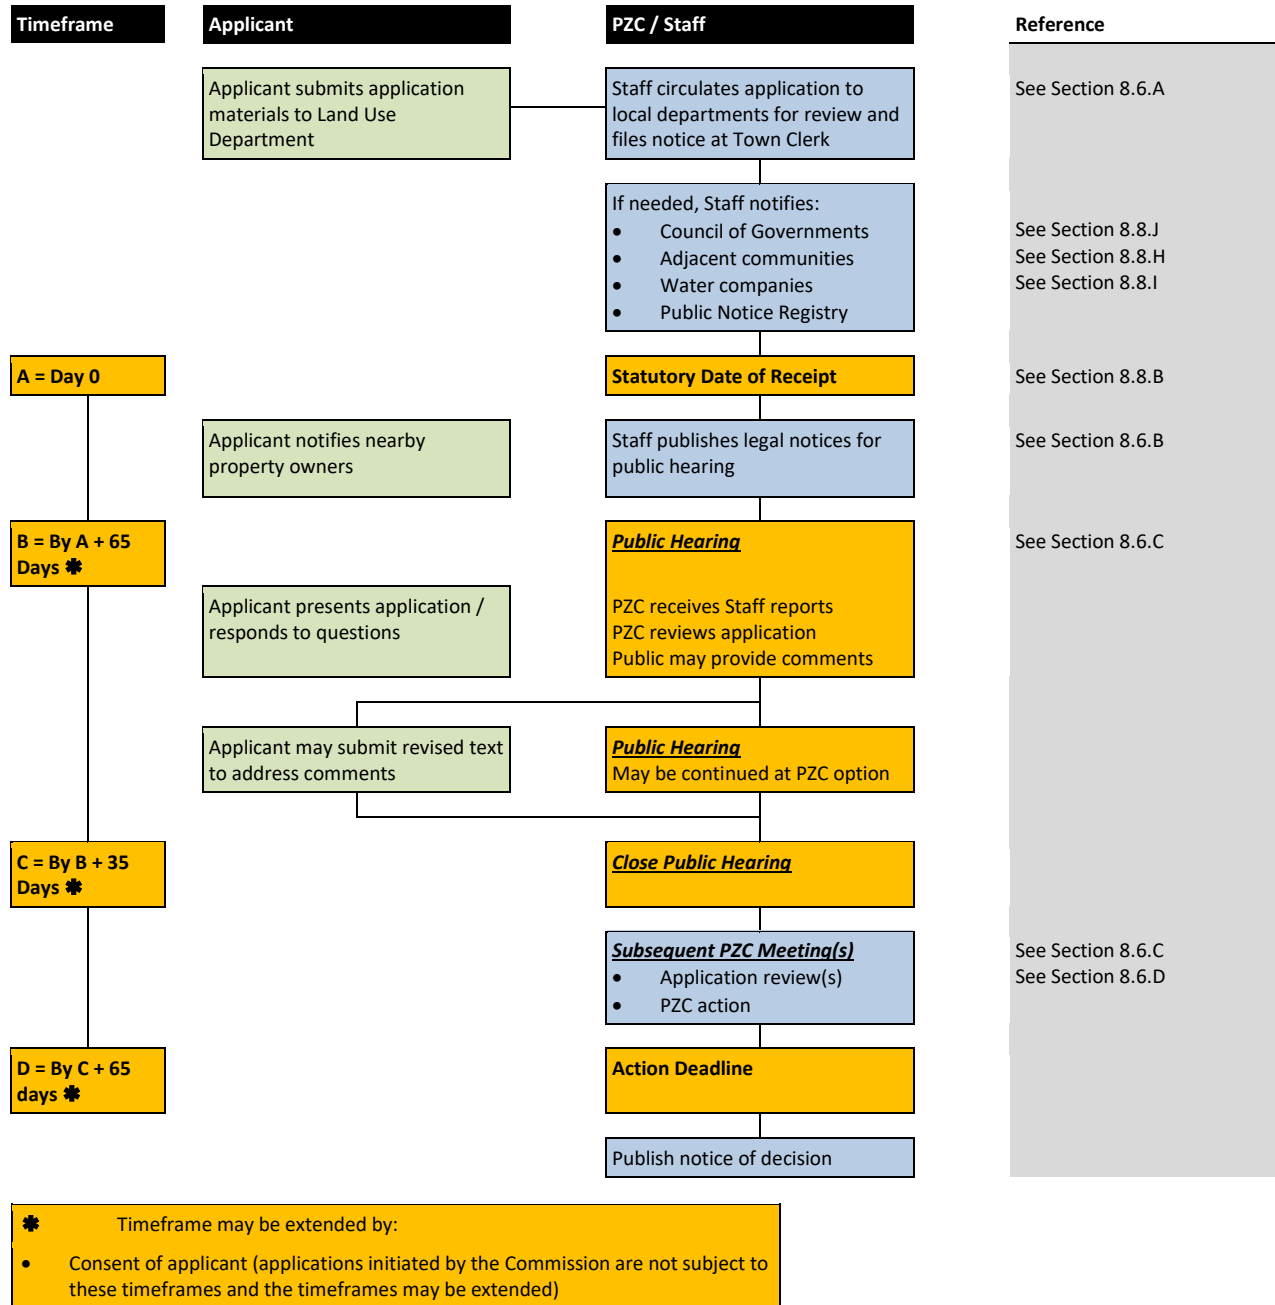 Timeframe
Applicant
PZC / Staff
Reference
Applicant submits application
materials to Land Use
Department
Staff circulates application to
local departments for review and
files notice at Town Clerk
See Section 8.6.A
If needed, Staff notifies:
• Council of Governments
• Adjacent communities
• Water companies
• Public Notice Registry
See Section 8.8.J
See Section 8.8.H
See Section 8.8.I
A = Day 0
Statutory Date of Receipt
See Section 8.8.B
Applicant notifies nearby
property owners
Staff publishes legal notices for
public hearing
See Section 8.6.B
B = By A + 65
Days ✱
Public Hearing
See Section 8.6.C
Applicant presents application /
responds to questions
PZC receives Staff reports
PZC reviews application
Public may provide comments
Applicant may submit revised text
to address comments
Public Hearing
May be continued at PZC option
C = By B + 35
Days ✱
Close Public Hearing
Subsequent PZC Meeting(s)
• Application review(s)
• PZC action
See Section 8.6.C
See Section 8.6.D
D = By C + 65
days ✱
Action Deadline
Publish notice of decision
✱ Timeframe may be extended by:
• Consent of applicant (applications initiated by the Commission are not subject to
these timeframes and the timeframes may be extended)